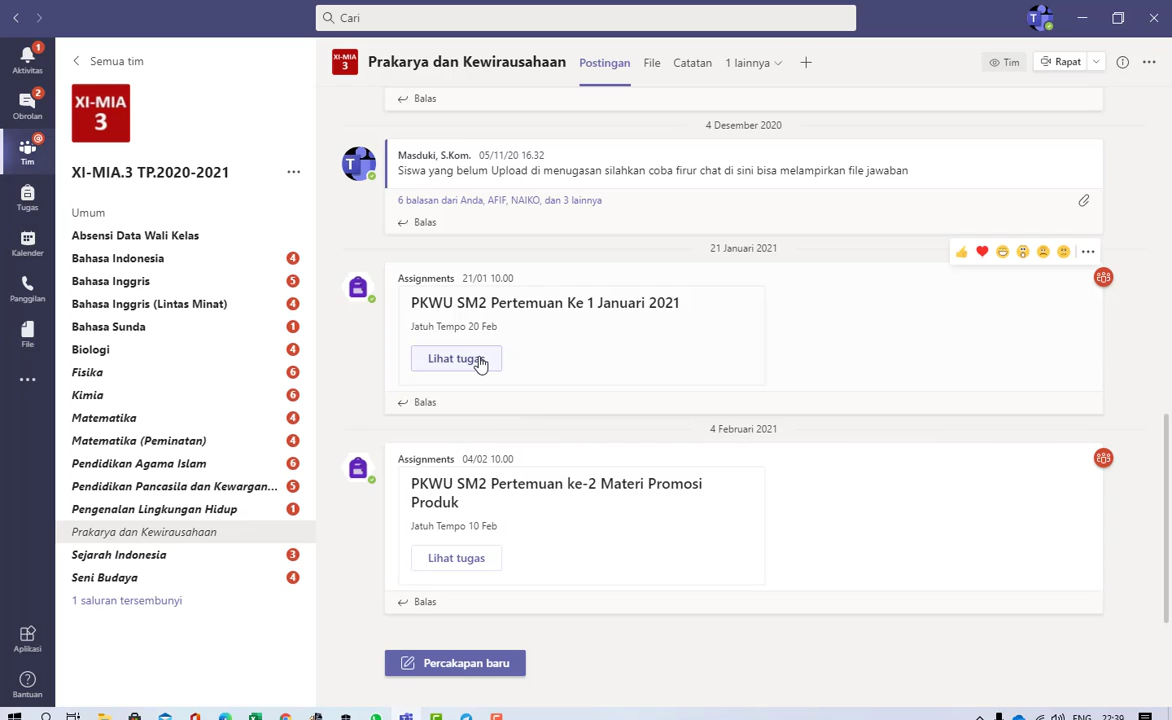 Cari
Aktivitas
1
Obrolan
2
Tim
@
Tugas
Kalender
Panggilan
File
Aplikasi
Bantuan
Semua tim
XI-MIA
3
XI-MIA.3 TP.2020-2021
Umum
Absensi Data Wali Kelas
Bahasa Indonesia 4
Bahasa Inggris 5
Bahasa Inggris (Lintas Minat) 4
Bahasa Sunda 1
Biologi 4
Fisika 6
Kimia 6
Matematika 4
Matematika (Peminatan) 4
Pendidikan Agama Islam 6
Pendidikan Pancasila dan Kewargan... 5
Pengenalan Lingkungan Hidup 1
Prakarya dan Kewirausahaan
Sejarah Indonesia 3
Seni Budaya 4
1 saluran tersembunyi
XI-MIA
3
Prakarya dan Kewirausahaan Postingan File Catatan 1 lainnya Tim Rapat
Balas
4 Desember 2020
Masduki, S.Kom. 05/11/20 16.32
Siswa yang belum Upload di menugasan silahkan coba firur chat di sini bisa melampirkan file jawaban
6 balasan dari Anda, AFIF, NAIKO, dan 3 lainnya
Balas
21 Januari 2021
Assignments 21/01 10.00
PKWU SM2 Pertemuan Ke 1 Januari 2021
Jatuh Tempo 20 Feb
Lihat tugas
Balas
4 Februari 2021
Assignments 04/02 10.00
PKWU SM2 Pertemuan ke-2 Materi Promosi
Produk
Jatuh Tempo 10 Feb
Lihat tugas
Balas
Percakapan baru
ENG 22:39